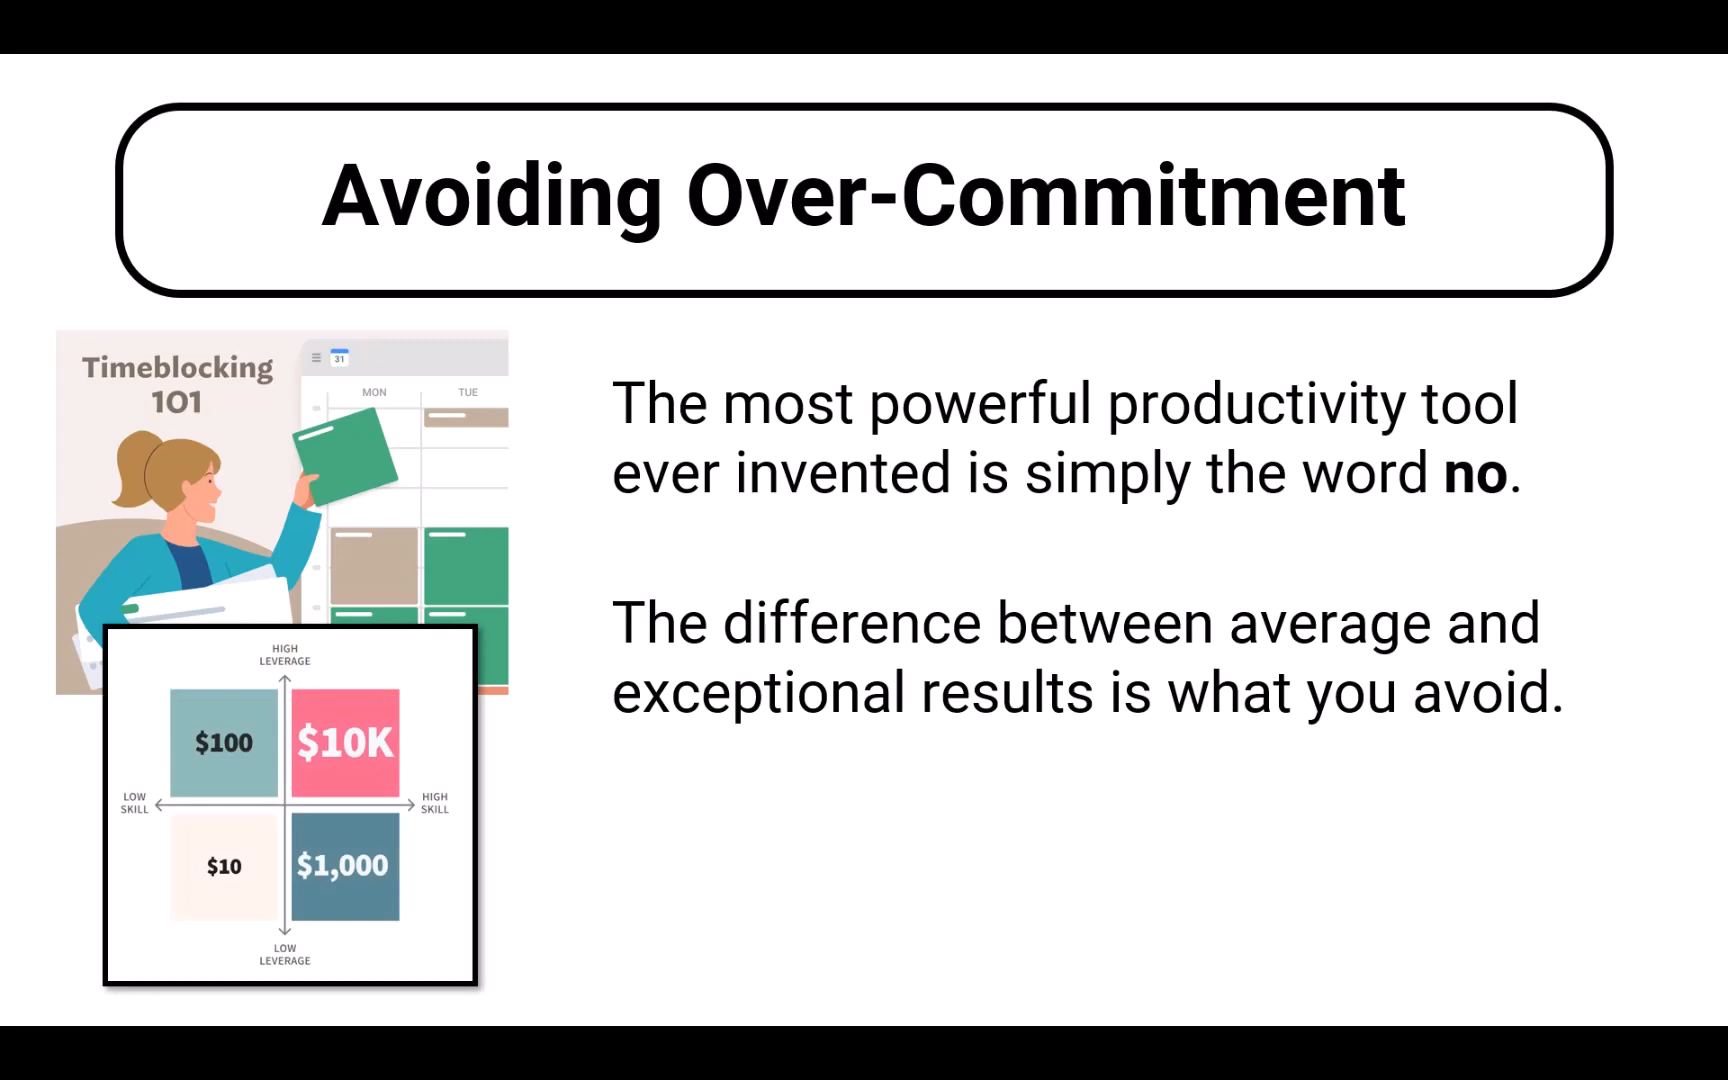 Avoiding Over-Commitment
Timeblocking
101
31
MON
TUE
The most powerful productivity tool
ever invented is simply the word no.
The difference between average and
exceptional results is what you avoid.
HIGH
LEVERAGE
$100
$10K
LOW
SKILL
HIGH
SKILL
$10
$1,000
LOW
LEVERAGE